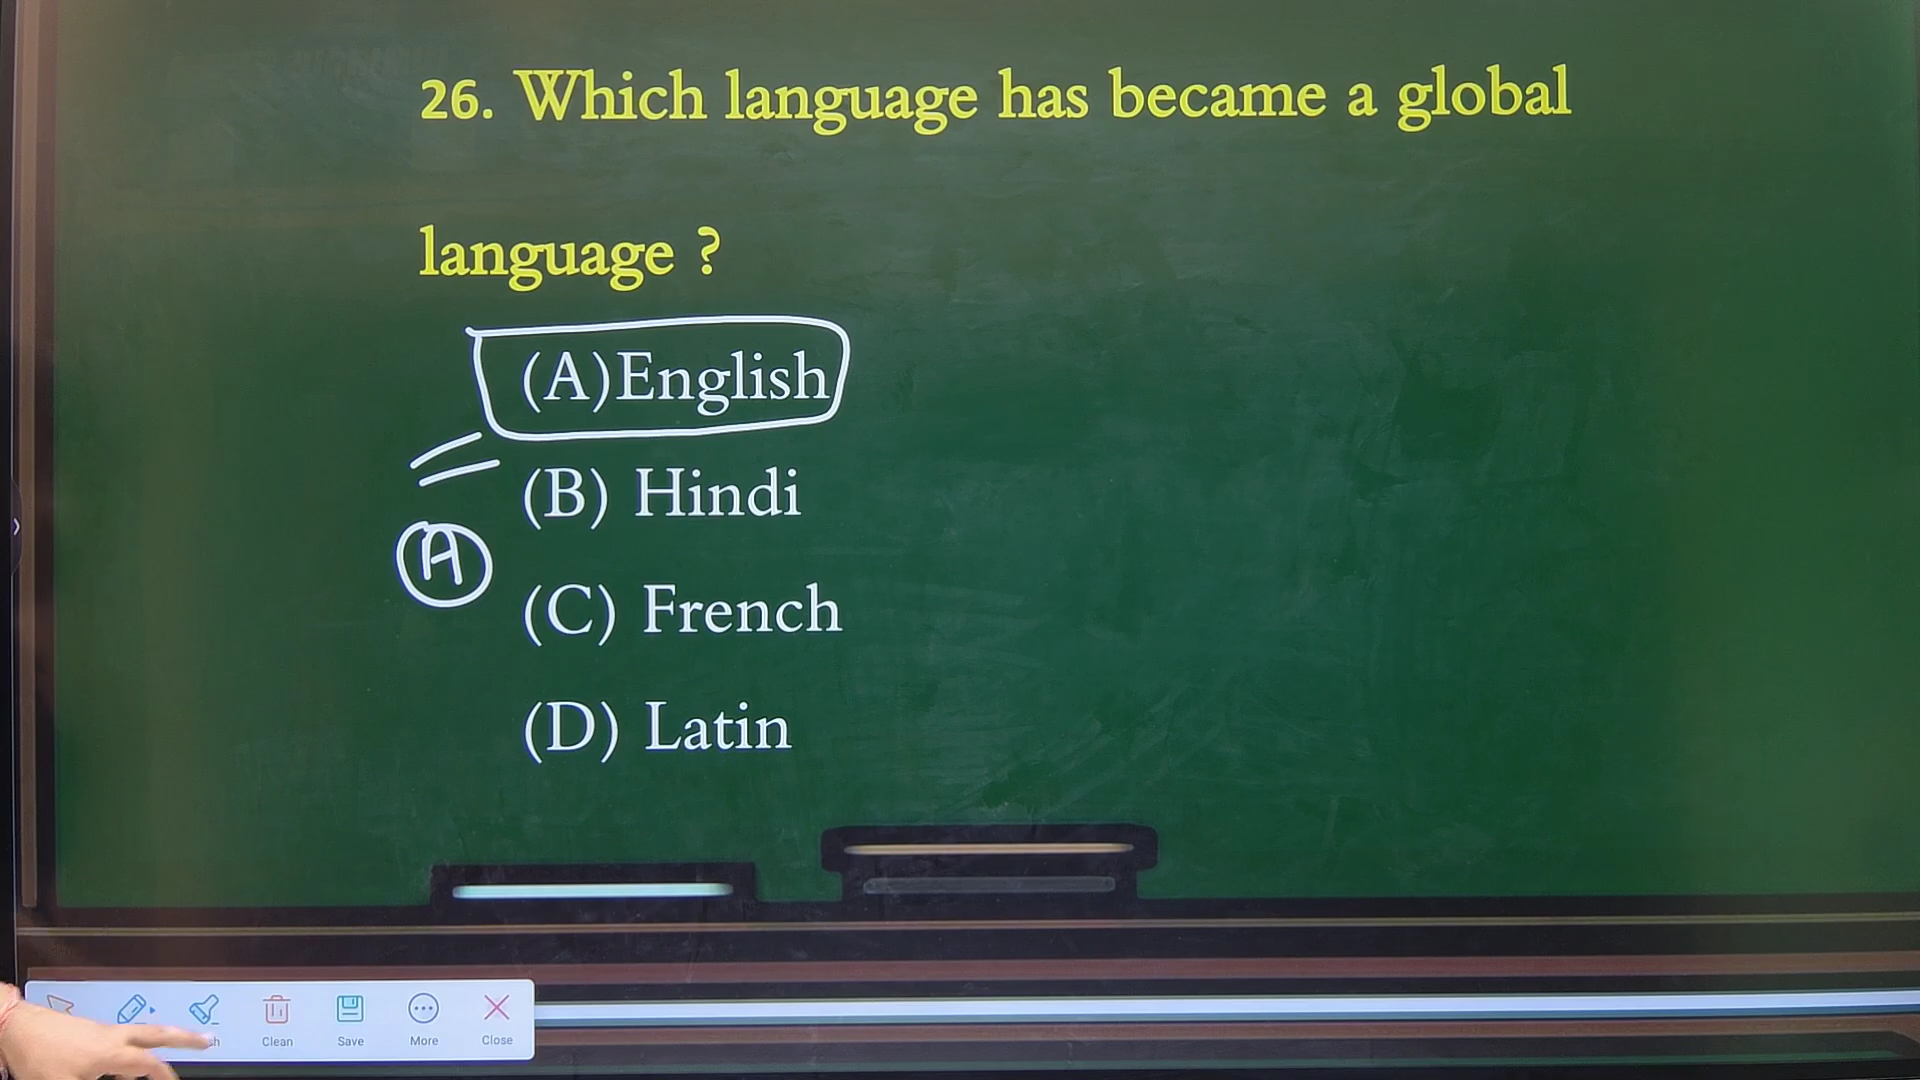 26. Which language has became a global
language ?
(A)English
(B) Hindi
A
(C) French
(D) Latin
Clean Save More Close